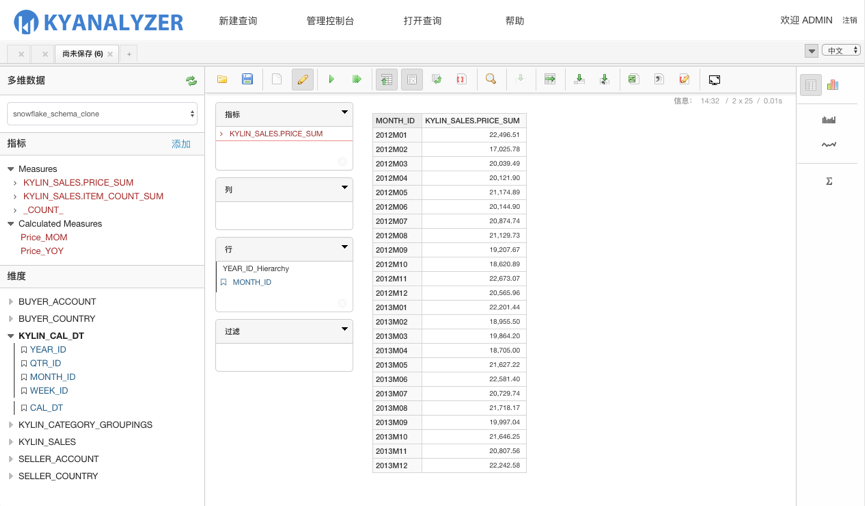 KYANALYZER
新建查询
管理控制台
打开查询
帮助
欢迎 ADMIN
注销
尚未保存 (6)
+
中文
多维数据
snowflake_schema_clone
指标
添加
Measures
KYLIN_SALES.PRICE_SUM
KYLIN_SALES.ITEM_COUNT_SUM
_COUNT_
Calculated Measures
Price_MOM
Price_YOY
维度
BUYER_ACCOUNT
BUYER_COUNTRY
KYLIN_CAL_DT
YEAR_ID
QTR_ID
MONTH_ID
WEEK_ID
CAL_DT
KYLIN_CATEGORY_GROUPINGS
KYLIN_SALES
SELLER_ACCOUNT
SELLER_COUNTRY
信息: 14:32 / 2 x 25 / 0.01s
指标
KYLIN_SALES.PRICE_SUM
列
行
YEAR_ID_Hierarchy
MONTH_ID
过滤
MONTH_ID KYLIN_SALES.PRICE_SUM
2012M01 22,496.51
2012M02 17,025.78
2012M03 20,039.49
2012M04 20,121.90
2012M05 21,174.89
2012M06 20,144.90
2012M07 20,874.74
2012M08 21,129.73
2012M09 19,207.67
2012M10 18,620.89
2012M11 22,673.07
2012M12 20,565.96
2013M01 22,201.44
2013M02 18,955.50
2013M03 19,864.20
2013M04 18,705.00
2013M05 21,627.22
2013M06 22,581.40
2013M07 20,729.74
2013M08 21,718.17
2013M09 19,997.04
2013M10 21,646.25
2013M11 20,807.56
2013M12 22,242.58
Σ